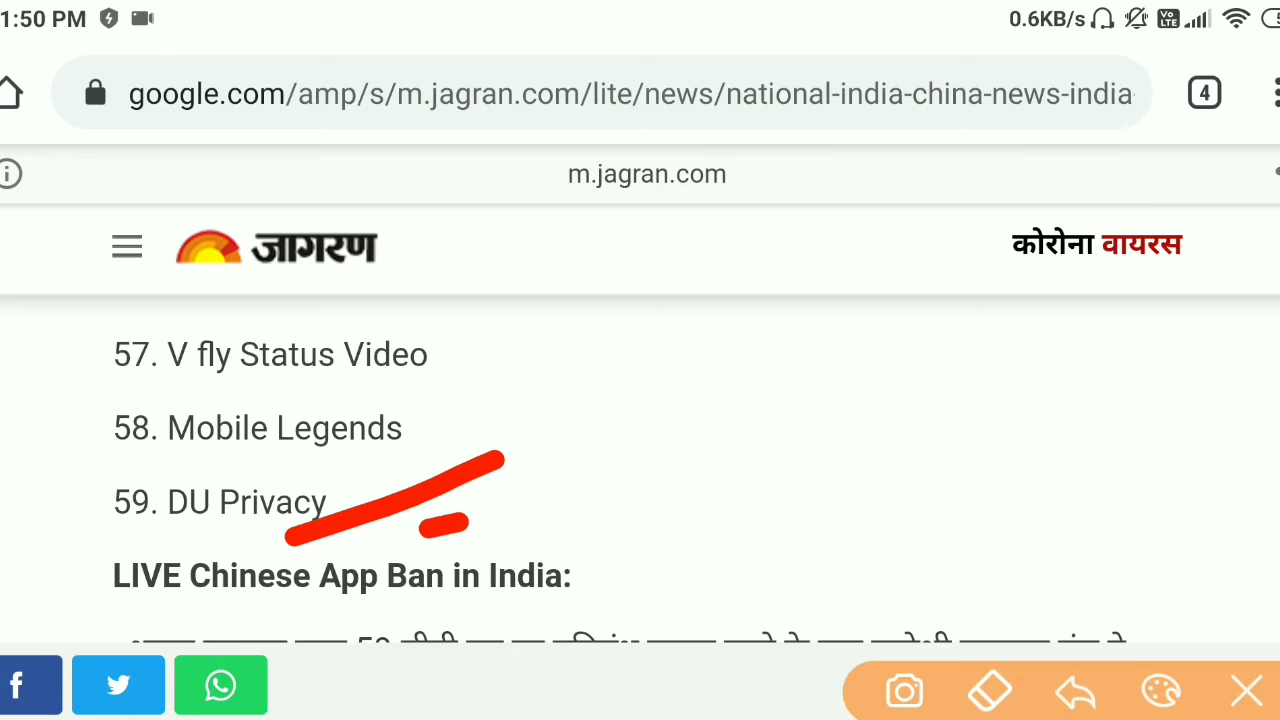 1:50 PM 0.6KB/s Vo LTE
google.com/amp/s/m.jagran.com/lite/news/national-india-china-news-india- 4
m.jagran.com
जागरण कोरोना वायरस
57. V fly Status Video
58. Mobile Legends
59. DU Privacy
LIVE Chinese App Ban in India: